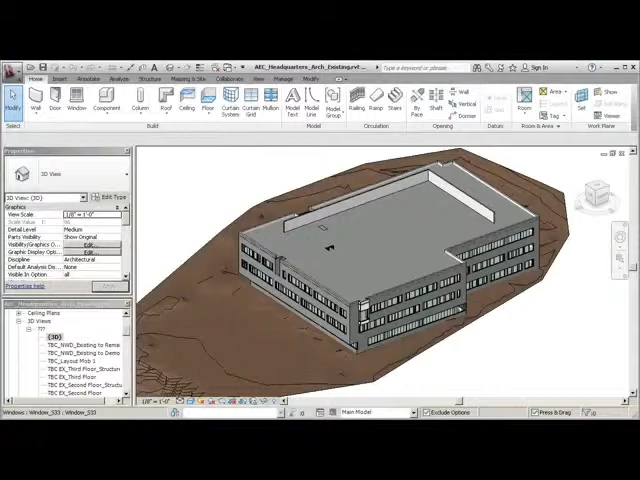 AEC_Headquarters_Arch_Existing.rvt ...
Type a keyword or phrase
Sign In
Home Insert Annotate Analyze Structure Massing & Site Collaborate View Manage Modify
Modify Wall Door Window Component Column Roof Ceiling Floor Curtain System Curtain Grid Mullion Model Text Model Line Model Group Railing Ramp Stairs By Face Shaft Wall Vertical Dormer Room Area Tag Set Show Viewer
Select Build Model Circulation Opening Datum Room & Area Work Plane
Properties
3D View
3D View: {3D} Edit Type
Graphics
View Scale 1/8" = 1'-0"
Scale Value 1: 96
Detail Level Medium
Parts Visibility Show Original
Visibility/Graphics O... Edit...
Graphic Display Opti... Edit...
Default Analysis Dis... None
Discipline Architectural
Visible In Option all
Properties help Apply
Ceiling Plans
3D Views
???
{3D}
TBC_NWD_Existing to Remai
TBC_NWD_Existing to Demo
TBC_Layout Mob 1
TBC EX_Third Floor_Structu
TBC EX_Third Floor
TBC EX_Second Floor_Struc
TBC EX_Second Floor
1/8" = 1'-0"
Windows : Window_S33 : Window_S33
:0
Main Model
Exclude Options
Press & Drag
:0